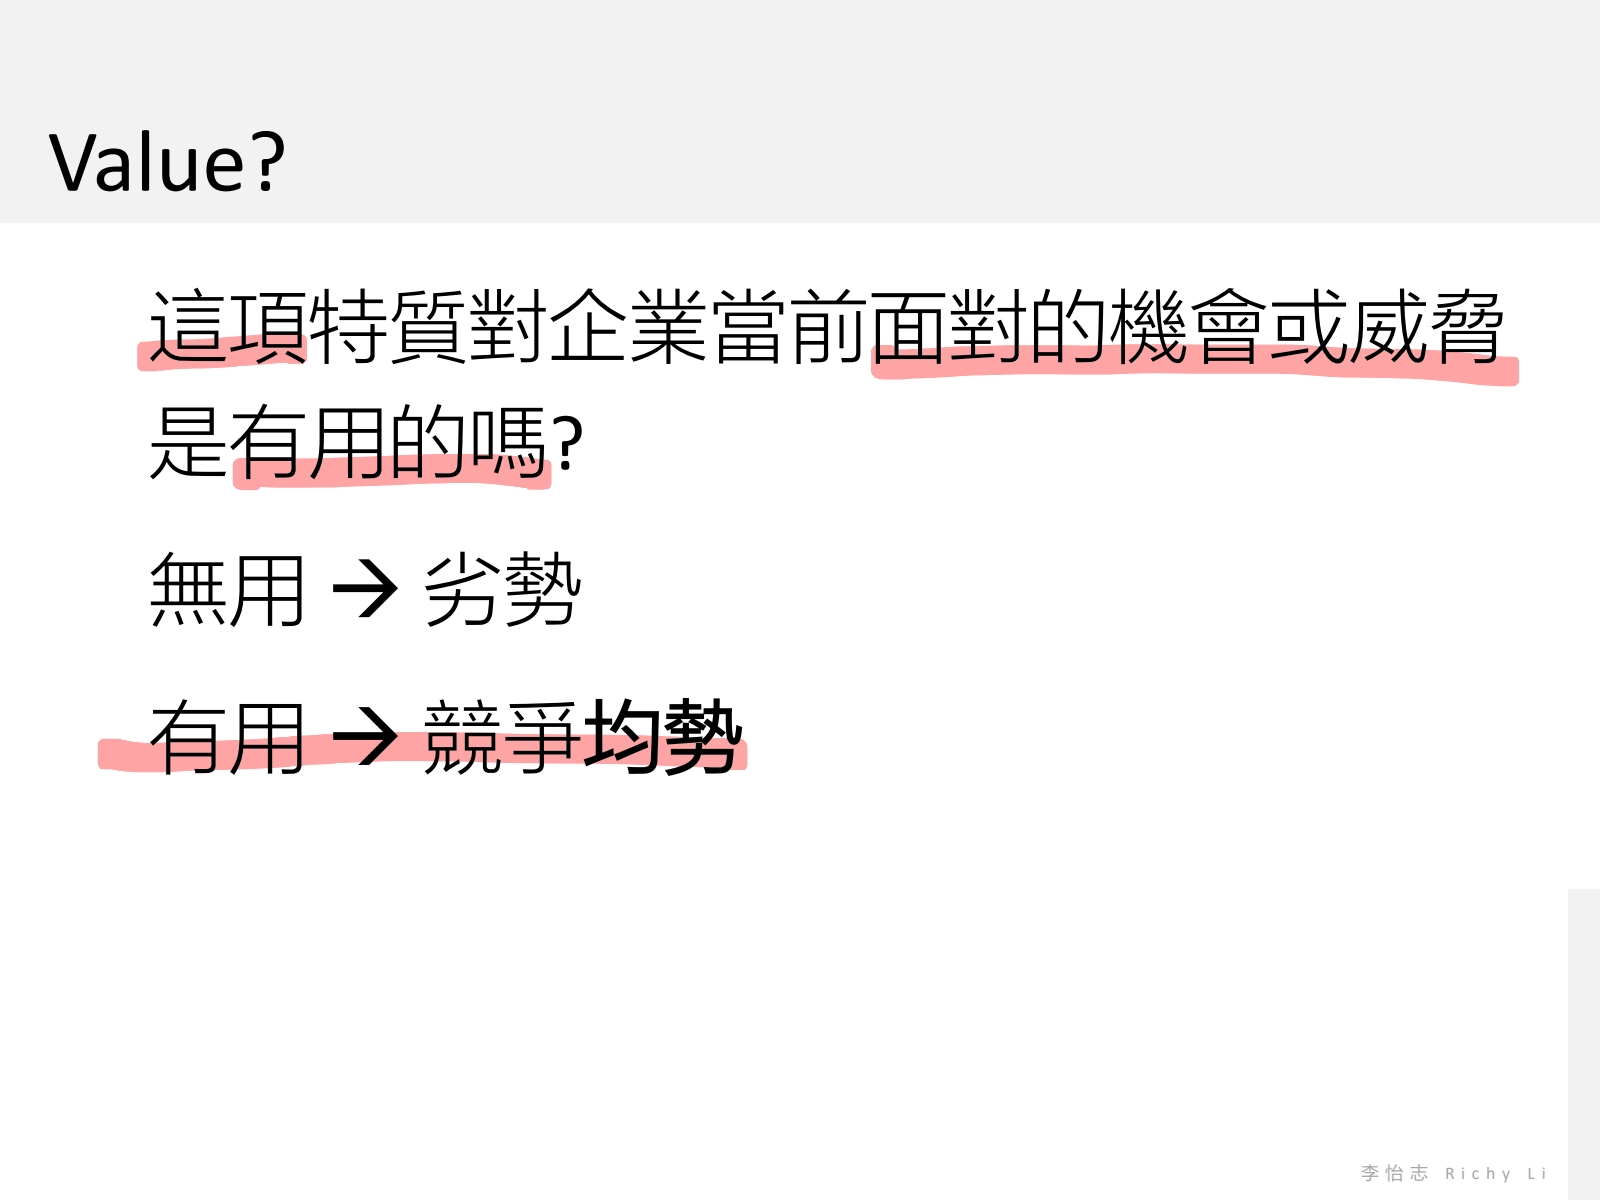 Value?
這項特質對企業當前面對的機會或威脅
是有用的嗎?
無用 → 劣勢
有用 → 競爭均勢
李怡志 Richy Li